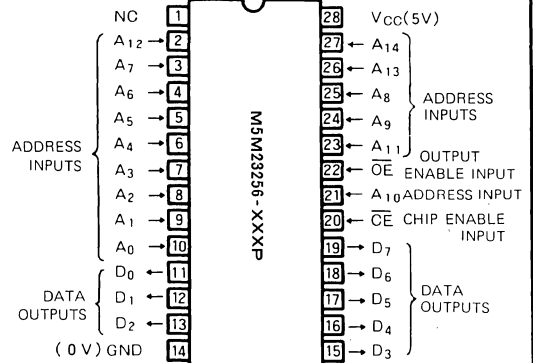 NC 1
A12 → 2
A7 → 3
A6 → 4
A5 → 5
A4 → 6
A3 → 7
A2 → 8
A1 → 9
A0 → 10
ADDRESS
INPUTS
D0 ← 11
D1 ← 12
D2 ← 13
DATA
OUTPUTS
(0V) GND 14
M5M23256-XXXP
28 VCC(5V)
27 ← A14
26 ← A13
25 ← A8
24 ← A9
23 ← A11
ADDRESS
INPUTS
22 ← OE OUTPUT
ENABLE INPUT
21 ← A10 ADDRESS INPUT
20 ← CE CHIP ENABLE
INPUT
19 → D7
18 → D6
17 → D5
16 → D4
15 → D3
DATA
OUTPUTS